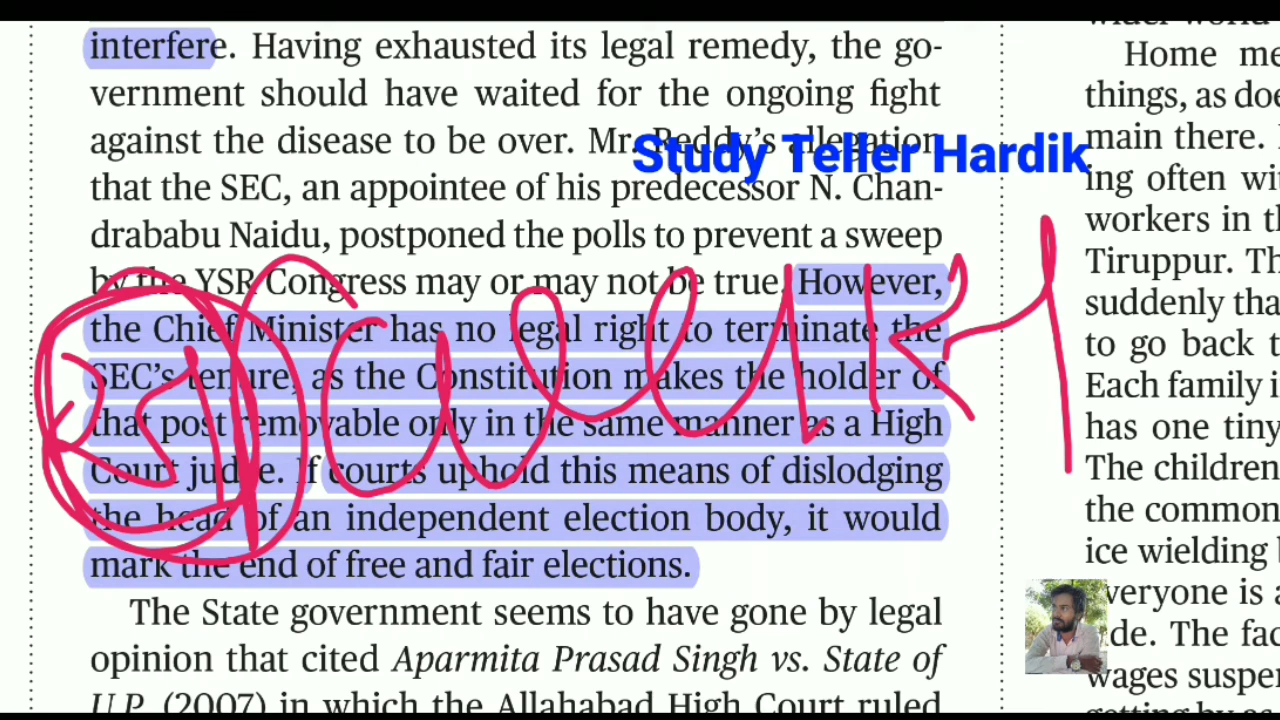 interfere. Having exhausted its legal remedy, the go-
vernment should have waited for the ongoing fight
against the disease to be over. Mr. Reddy's allegation
that the SEC, an appointee of his predecessor N. Chan-
drababu Naidu, postponed the polls to prevent a sweep
by the YSR Congress may or may not be true. However,
the Chief Minister has no legal right to terminate the
SEC's tenure, as the Constitution makes the holder of
that post removable only in the same manner as a High
Court judge. If courts uphold this means of dislodging
the head of an independent election body, it would
mark the end of free and fair elections.
The State government seems to have gone by legal
opinion that cited Aparmita Prasad Singh vs. State of
U.P. (2007) in which the Allahabad High Court ruled
Study Teller Hardik
wider world
Home me
things, as doe
main there.
ing often wi
workers in th
Tiruppur. Th
suddenly tha
to go back t
Each family i
has one tiny
The children
the common
ice wielding
everyone is a
ade. The fac
wages suspen
getting by as